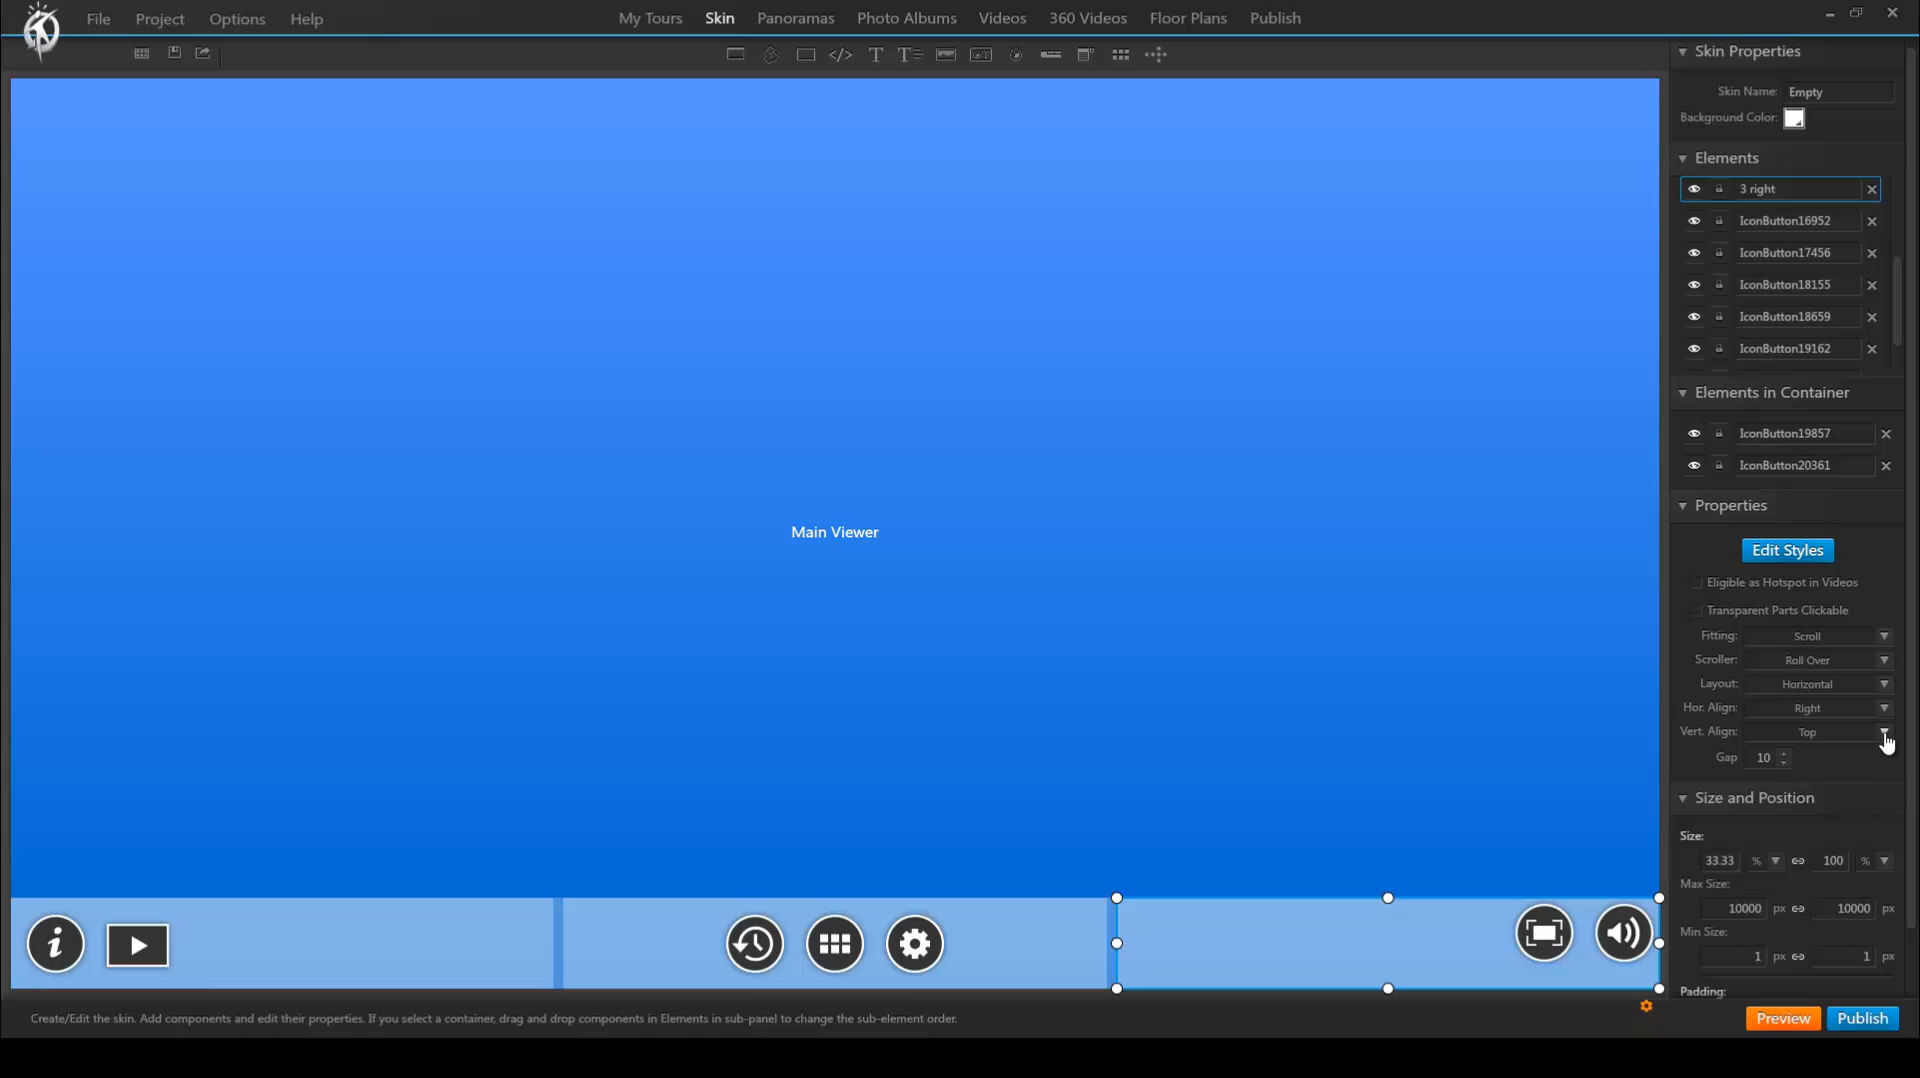 File Project Options Help My Tours Skin Panoramas Photo Albums Videos 360 Videos Floor Plans Publish
Skin Properties
Skin Name: Empty
Background Color:
Elements
3 right
IconButton16952
IconButton17456
IconButton18155
IconButton18659
IconButton19162
Elements in Container
IconButton19857
IconButton20361
Properties
Edit Styles
Eligible as Hotspot in Videos
Transparent Parts Clickable
Fitting: Scroll
Scroller: Roll Over
Layout: Horizontal
Hor. Align: Right
Vert. Align: Top
Gap 10
Size and Position
Size:
33.33 % 100 %
Max Size:
10000 px 10000 px
Min Size:
1 px 1 px
Padding:
Main Viewer
Create/Edit the skin. Add components and edit their properties. If you select a container, drag and drop components in Elements in sub-panel to change the sub-element order.
Preview Publish